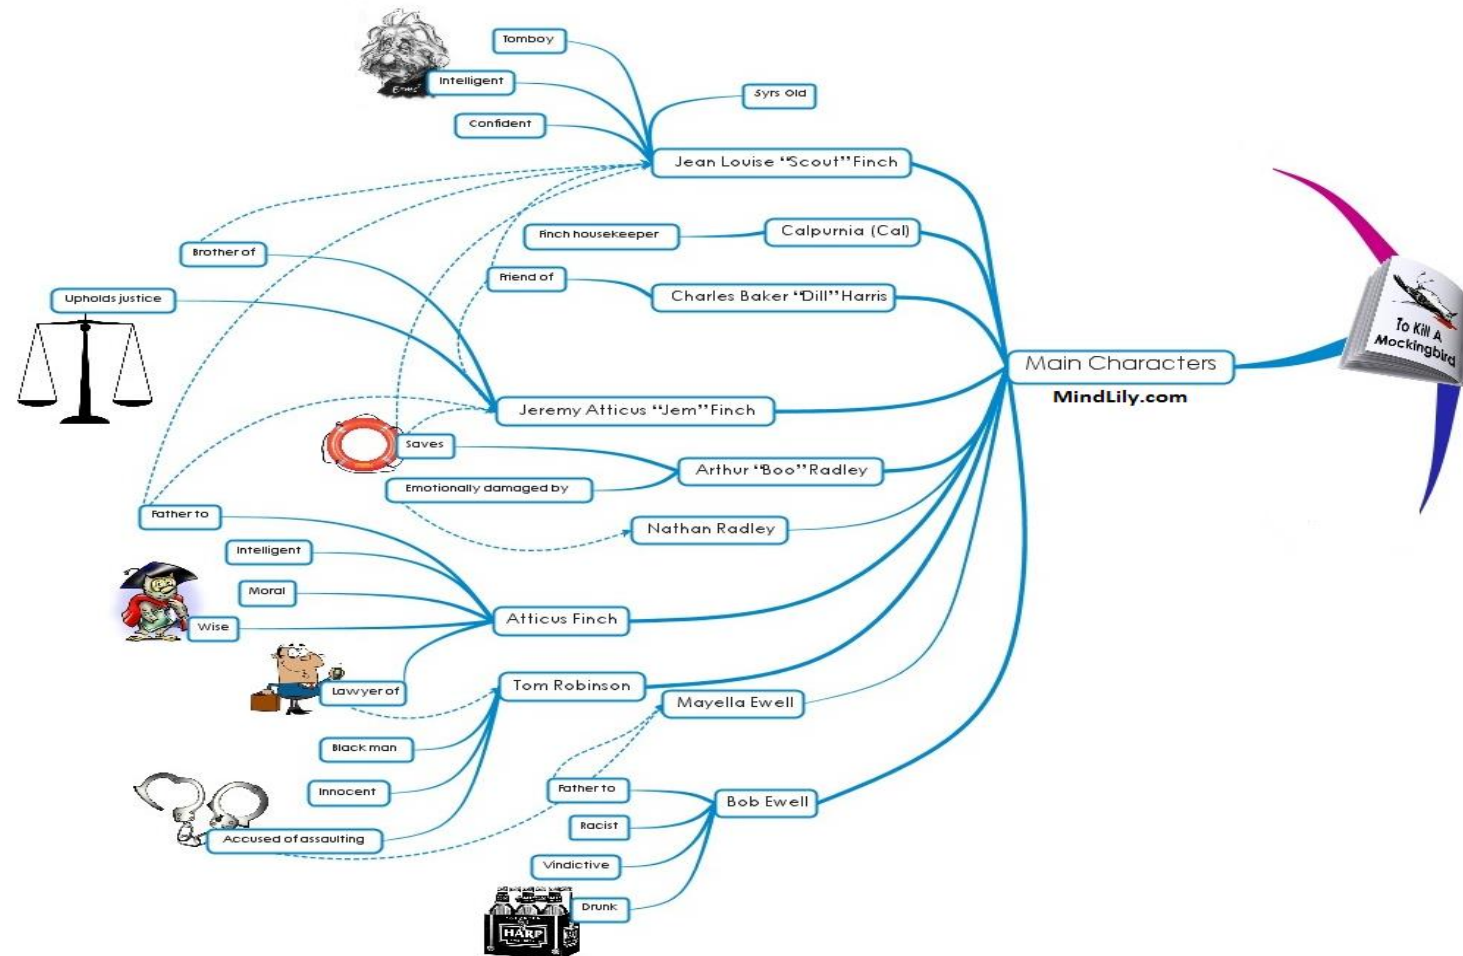 Tomboy
Intelligent
5yrs Old
Confident
Jean Louise “Scout” Finch
Calpurnia (Cal)
Finch housekeeper
Brother of
Friend of
Charles Baker “Dill” Harris
Upholds justice
To Kill A
Mockingbird
Main Characters
MindLily.com
Jeremy Atticus “Jem” Finch
Saves
Arthur “Boo” Radley
Emotionally damaged by
Father to
Nathan Radley
Intelligent
Moral
Atticus Finch
Wise
Lawyer of
Tom Robinson
Mayella Ewell
Black man
Innocent
Father to
Bob Ewell
Racist
Accused of assaulting
Vindictive
Drunk
HARP